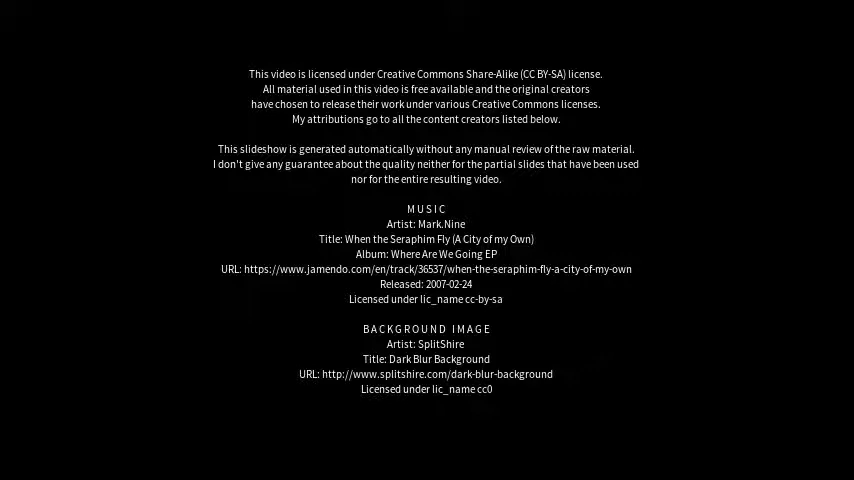 This video is licensed under Creative Commons Share-Alike (CC BY-SA) license.
All material used in this video is free available and the original creators
have chosen to release their work under various Creative Commons licenses.
My attributions go to all the content creators listed below.
This slideshow is generated automatically without any manual review of the raw material.
I don't give any guarantee about the quality neither for the partial slides that have been used
nor for the entire resulting video.
MUSIC
Artist: Mark.Nine
Title: When the Seraphim Fly (A City of my Own)
Album: Where Are We Going EP
URL: https://www.jamendo.com/en/track/36537/when-the-seraphim-fly-a-city-of-my-own
Released: 2007-02-24
Licensed under lic_name cc-by-sa
BACKGROUND IMAGE
Artist: SplitShire
Title: Dark Blur Background
URL: http://www.splitshire.com/dark-blur-background
Licensed under lic_name cc0